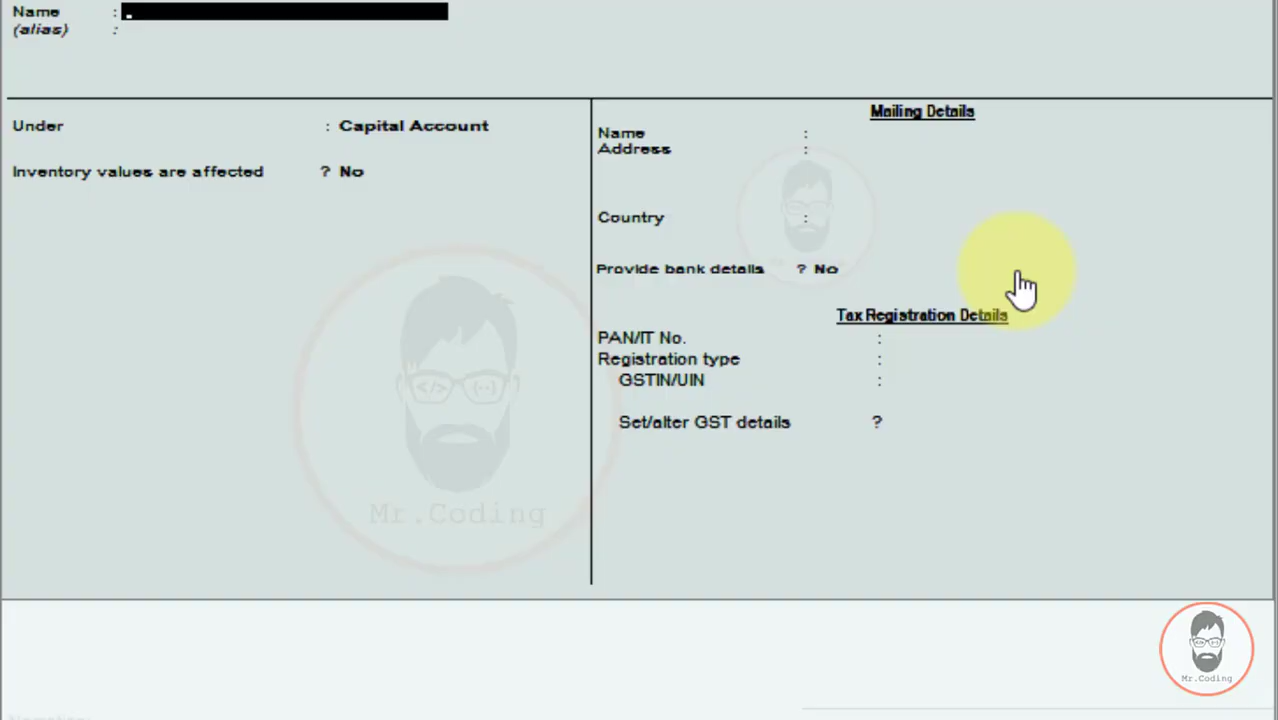 Name :
(alias) :
Under : Capital Account
Inventory values are affected ? No
Mailing Details
Name :
Address :
Country :
Provide bank details ? No
Tax Registration Details
PAN/IT No. :
Registration type :
GSTIN/UIN :
Set/alter GST details ?
</> {··}
Mr.Coding
Mr.Coding